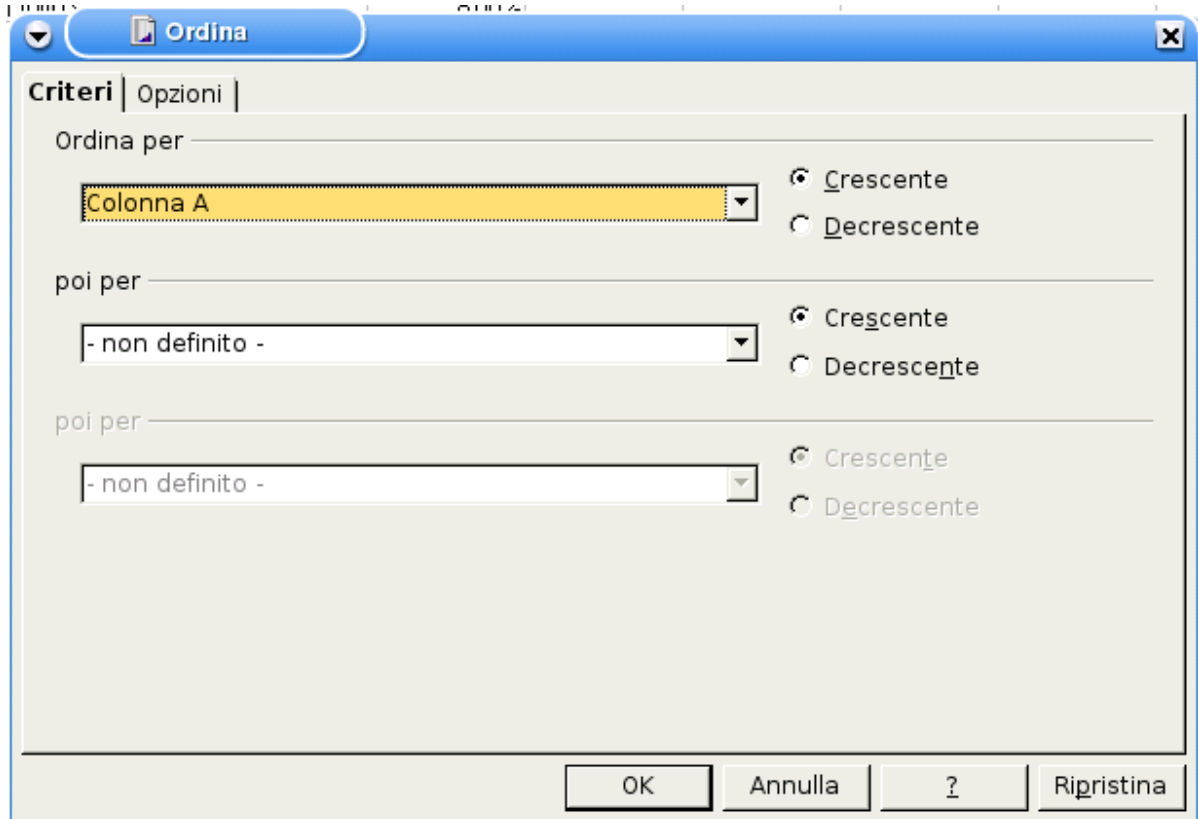 Ordina
Criteri Opzioni
Ordina per
Colonna A
Crescente
Decrescente
poi per
- non definito -
Crescente
Decrescente
poi per
- non definito -
Crescente
Decrescente
OK Annulla ? Ripristina